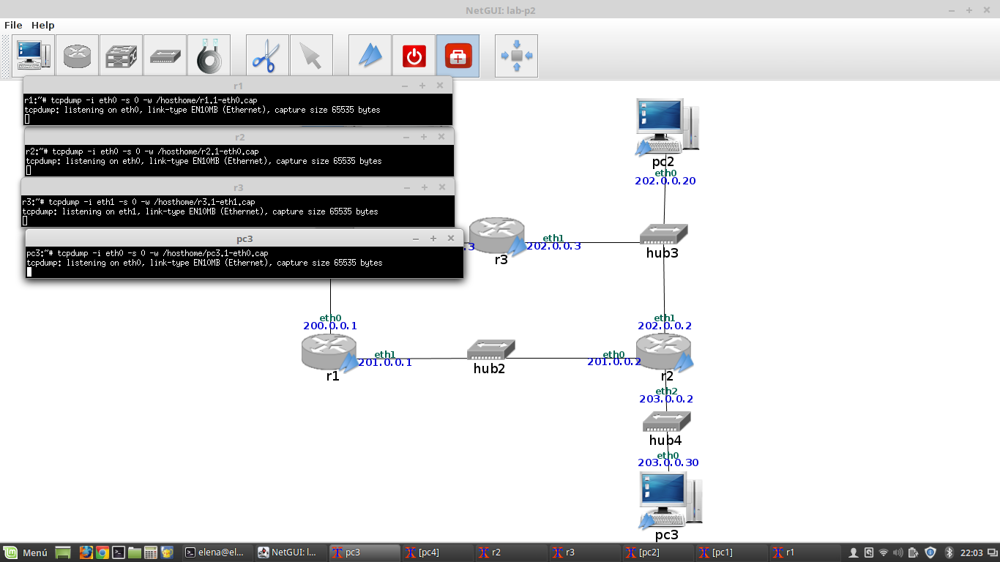 NetGUI: lab-p2
File Help
r1
r1:~# tcpdump -i eth0 -s 0 -w /hosthome/r1.1-eth0.cap
tcpdump: listening on eth0, link-type EN10MB (Ethernet), capture size 65535 bytes
r2
r2:~# tcpdump -i eth0 -s 0 -w /hosthome/r2.1-eth0.cap
tcpdump: listening on eth0, link-type EN10MB (Ethernet), capture size 65535 bytes
r3
r3:~# tcpdump -i eth1 -s 0 -w /hosthome/r3.1-eth1.cap
tcpdump: listening on eth1, link-type EN10MB (Ethernet), capture size 65535 bytes
pc3
pc3:~# tcpdump -i eth0 -s 0 -w /hosthome/pc3.1-eth0.cap
tcpdump: listening on eth0, link-type EN10MB (Ethernet), capture size 65535 bytes
pc2
eth0
202.0.0.20
.3
r3
eth1
202.0.0.3
hub3
eth0
200.0.0.1
r1
eth1
201.0.0.1
hub2
eth0
201.0.0.2
eth1
202.0.0.2
r2
eth2
203.0.0.2
hub4
eth0
203.0.0.30
pc3
Menú
elena@el...
NetGUI: l...
pc3
[pc4]
r2
r3
[pc2]
[pc1]
r1
22:03